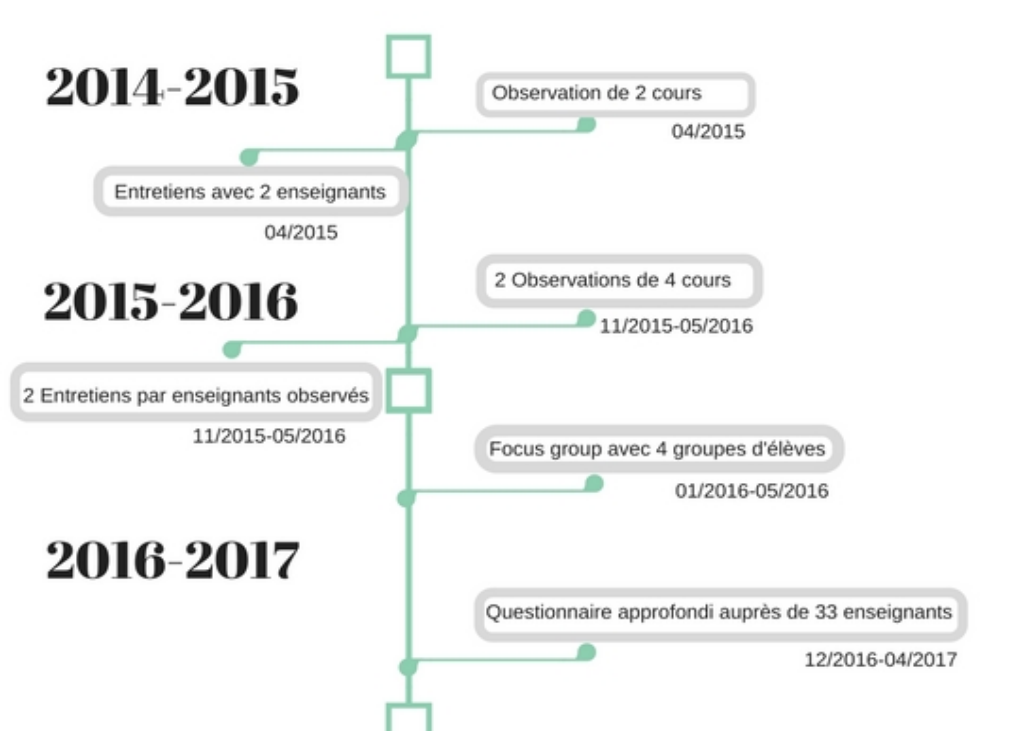 2014-2015
Observation de 2 cours
04/2015
Entretiens avec 2 enseignants
04/2015
2015-2016
2 Observations de 4 cours
11/2015-05/2016
2 Entretiens par enseignants observés
11/2015-05/2016
Focus group avec 4 groupes d'élèves
01/2016-05/2016
2016-2017
Questionnaire approfondi auprès de 33 enseignants
12/2016-04/2017